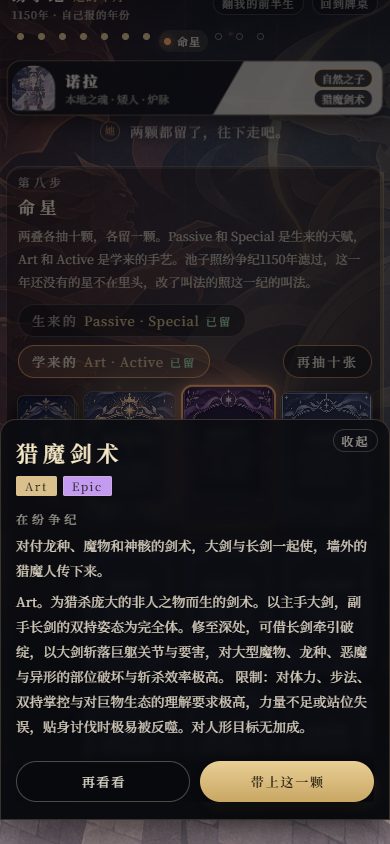 1150年 · 自己报的年份
翻我的前半生
回到牌桌
命星
诺拉
本地之魂 · 矮人 · 炉脉
自然之子
猎魔剑术
她
两颗都留了，往下走吧。
第八步
命星
两叠各抽十颗，各留一颗。Passive 和 Special 是生来的天赋，
Art 和 Active 是学来的手艺。池子照纷争纪1150年滤过，这一
年还没有的星不在里头，改了叫法的照这一纪的叫法。
生来的 Passive · Special 已留
学来的 Art · Active 已留
再抽十张
收起
猎魔剑术
Art
Epic
在纷争纪
对付龙种、魔物和神骸的剑术，大剑与长剑一起使，墙外的
猎魔人传下来。
Art。为猎杀庞大的非人之物而生的剑术。以主手大剑，副
手长剑的双持姿态为完全体。修至深处，可借长剑牵引破
绽，以大剑斩落巨躯关节与要害，对大型魔物、龙种、恶魔
与异形的部位破坏与斩杀效率极高。 限制：对体力、步法、
双持掌控与对巨物生态的理解要求极高，力量不足或站位失
误，贴身讨伐时极易被反噬。对人形目标无加成。
再看看
带上这一颗